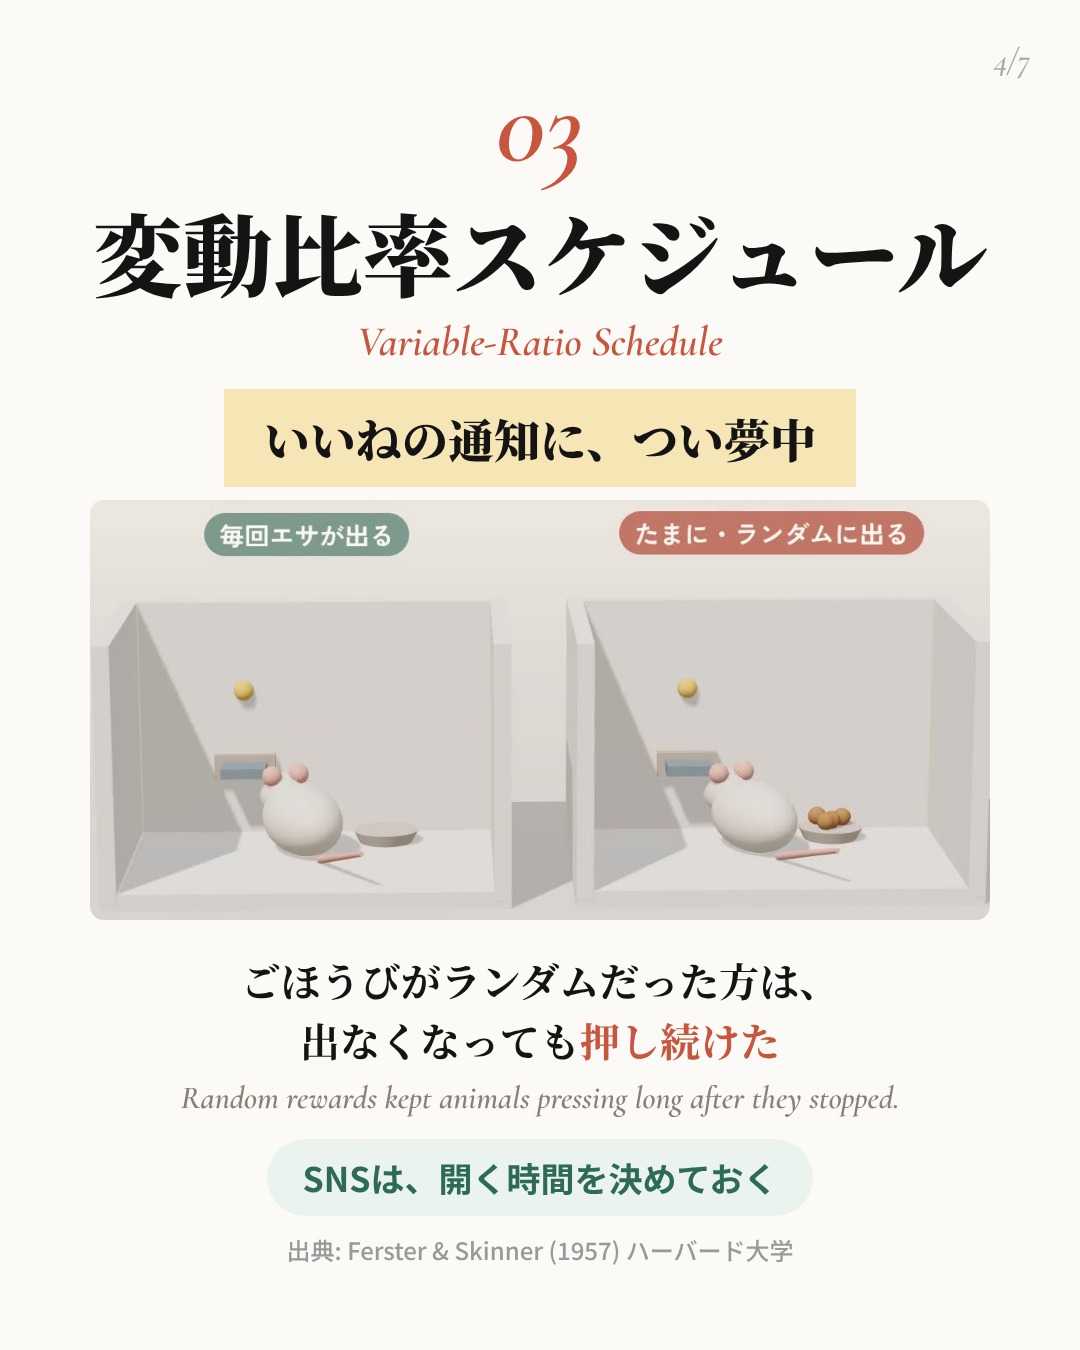 4/7
03
変動比率スケジュール
Variable-Ratio Schedule
いいねの通知に、つい夢中
毎回エサが出る
たまに・ランダムに出る
ごほうびがランダムだった方は、
出なくなっても押し続けた
Random rewards kept animals pressing long after they stopped.
SNSは、開く時間を決めておく
出典: Ferster & Skinner (1957) ハーバード大学